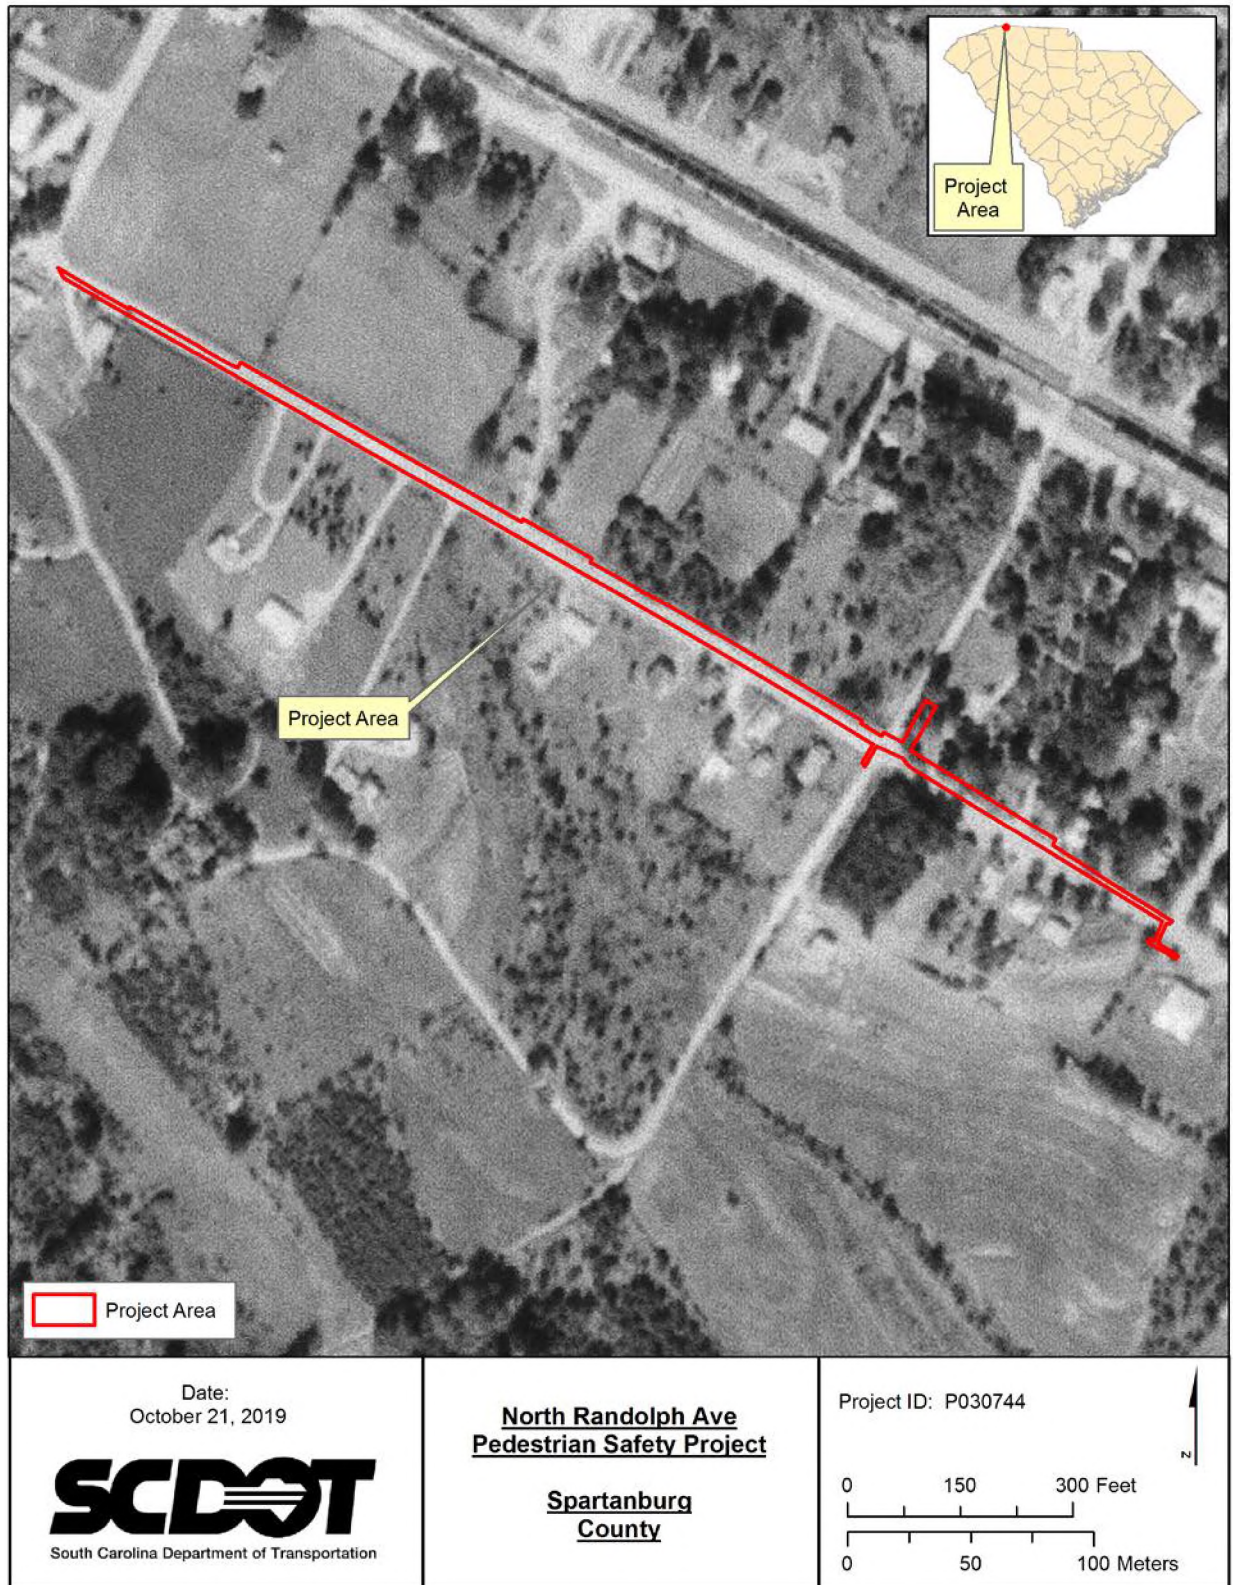 Project
Area
Project Area
Project Area
Date:
October 21, 2019
SCDOT
South Carolina Department of Transportation
North Randolph Ave
Pedestrian Safety Project
Spartanburg
County
Project ID: P030744
N
0 150 300 Feet
0 50 100 Meters